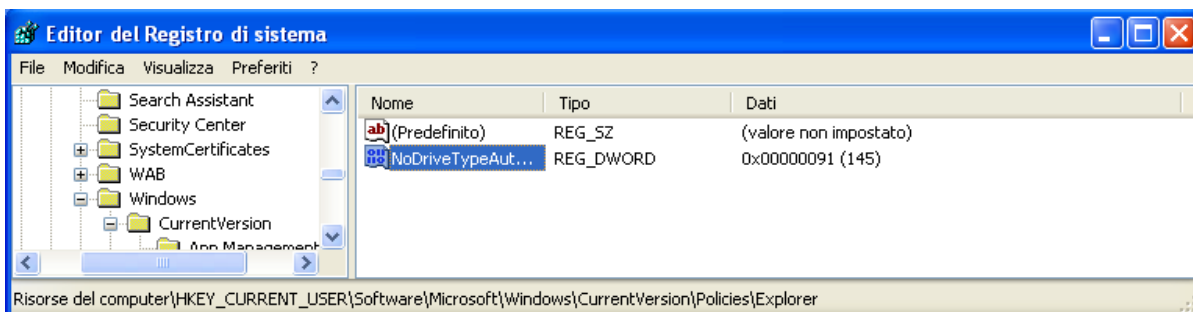 Editor del Registro di sistema
File Modifica Visualizza Preferiti ?
Search Assistant
Security Center
SystemCertificates
WAB
Windows
CurrentVersion
App Management
Nome Tipo Dati
(Predefinito) REG_SZ (valore non impostato)
NoDriveTypeAut... REG_DWORD 0x00000091 (145)
Risorse del computer\HKEY_CURRENT_USER\Software\Microsoft\Windows\CurrentVersion\Policies\Explorer